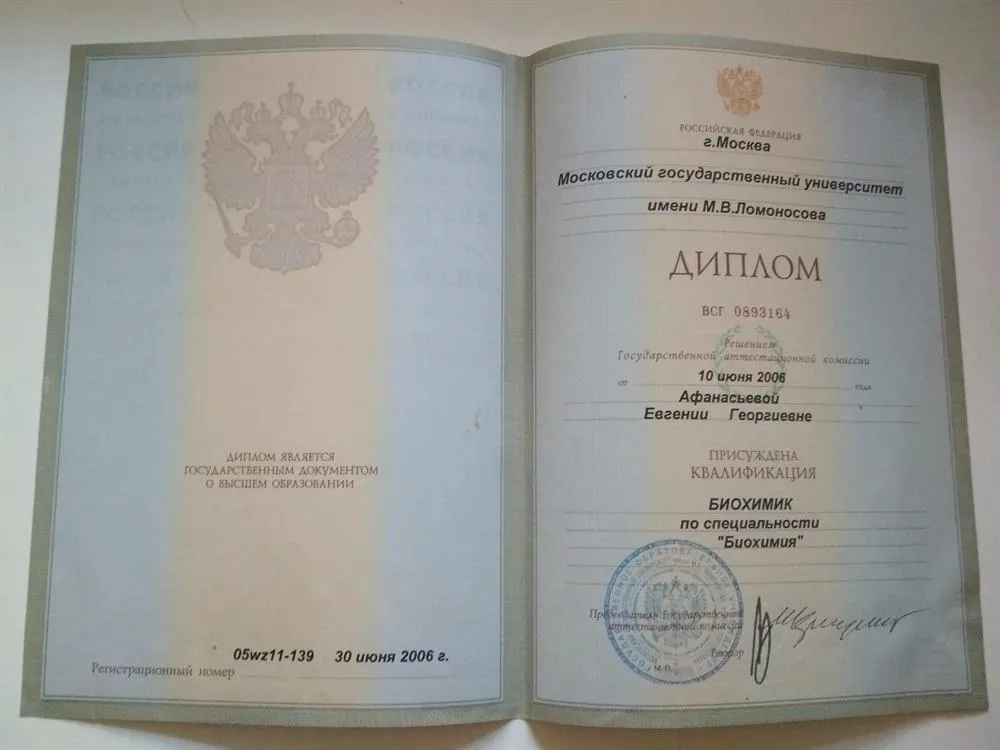 ДИПЛОМ ЯВЛЯЕТСЯ
ГОСУДАРСТВЕННЫМ ДОКУМЕНТОМ
О ВЫСШЕМ ОБРАЗОВАНИИ
Регистрационный номер 05wz11-139 30 июня 2006 г.
РОССИЙСКАЯ ФЕДЕРАЦИЯ
г.Москва
Московский государственный университет
имени М.В.Ломоносова
ДИПЛОМ
ВСГ 0893164
Решением
Государственной аттестационной комиссии
от 10 июня 2006 года
Афанасьевой
Евгении Георгиевне
ПРИСУЖДЕНА
КВАЛИФИКАЦИЯ
БИОХИМИК
по специальности
"Биохимия"
Председатель Государственной
аттестационной комиссии
Ректор
М.П.